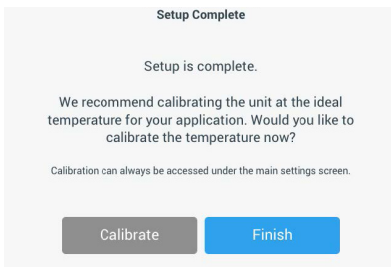 Setup Complete
Setup is complete.
We recommend calibrating the unit at the ideal
temperature for your application. Would you like to
calibrate the temperature now?
Calibration can always be accessed under the main settings screen.
Calibrate
Finish